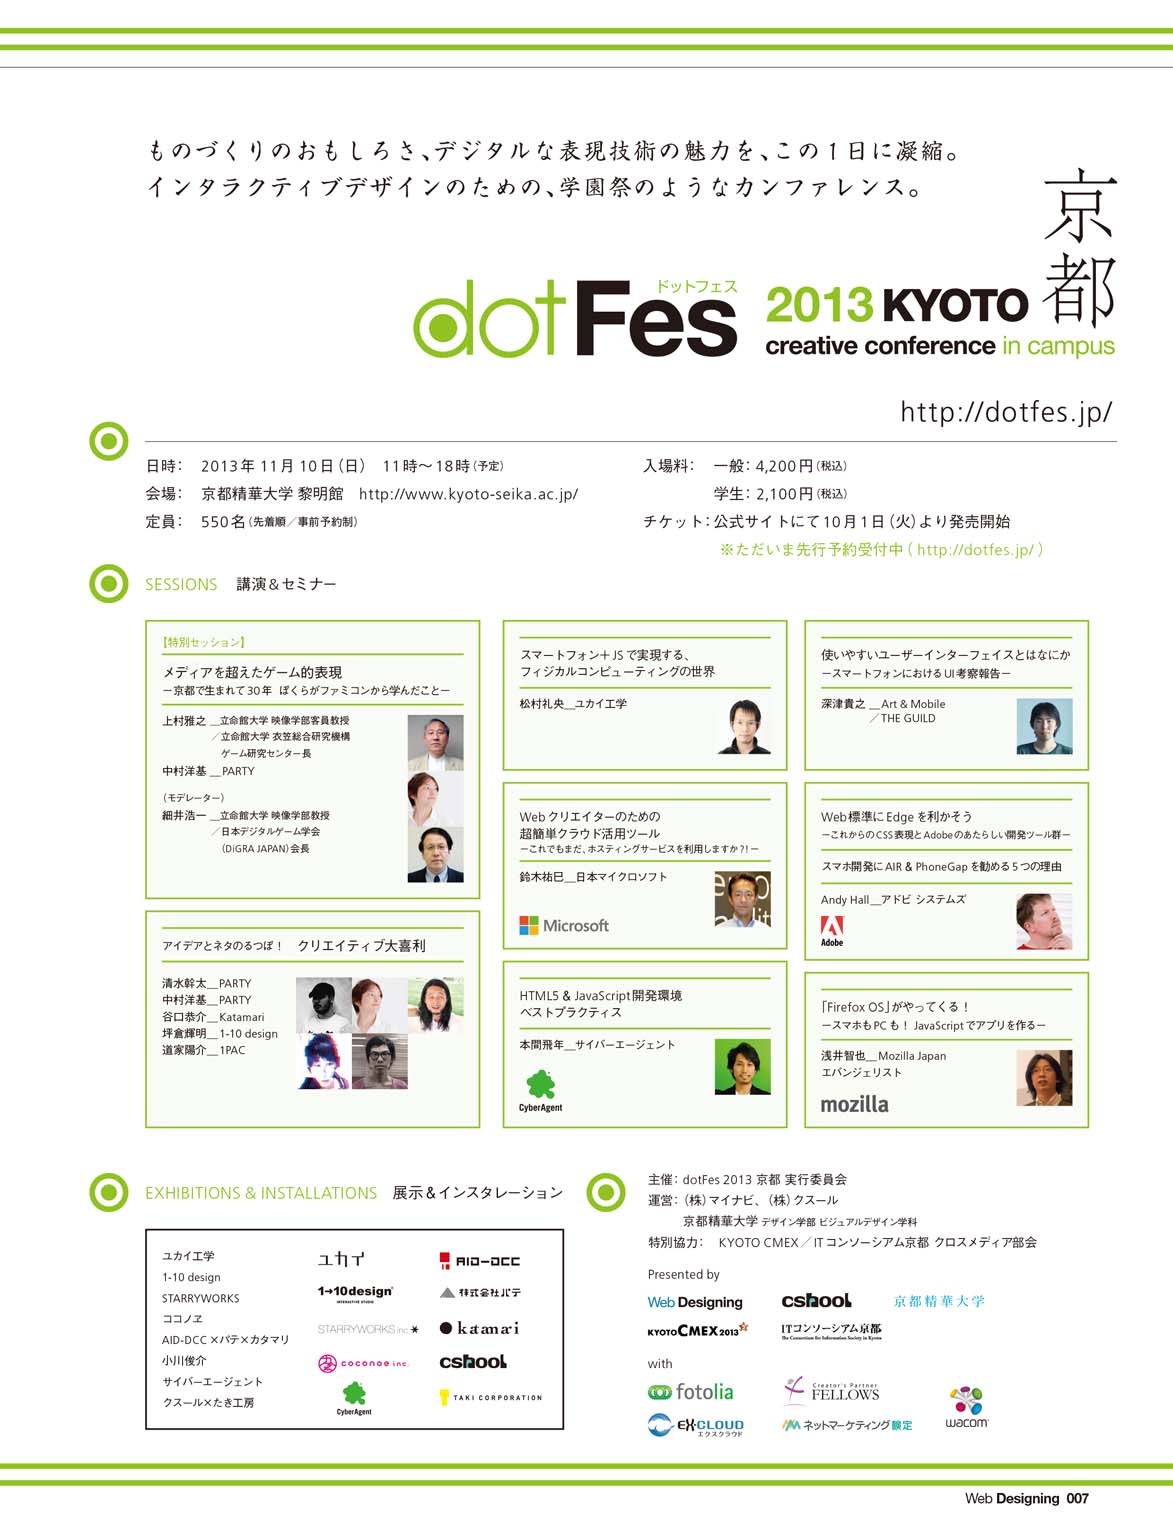 ものづくりのおもしろさ、デジタルな表現技術の魅力を、この1日に凝縮。
インタラクティブデザインのための、学園祭のようなカンファレンス。
京都
dotFes
ドットフェス
2013 KYOTO
creative conference in campus
http://dotfes.jp/
日時： 2013年11月10日（日） 11時〜18時（予定）
会場： 京都精華大学 黎明館 http://www.kyoto-seika.ac.jp/
定員： 550名（先着順／事前予約制）
入場料： 一般：4,200円（税込）
学生：2,100円（税込）
チケット：公式サイトにて10月1日（火）より発売開始
※ただいま先行予約受付中（ http://dotfes.jp/ ）
SESSIONS 講演＆セミナー
【特別セッション】
メディアを超えたゲーム的表現
ー京都で生まれて30年 ぼくらがファミコンから学んだことー
上村雅之__立命館大学 映像学部客員教授
／立命館大学 衣笠総合研究機構
ゲーム研究センター長
中村洋基__PARTY
（モデレーター）
細井浩一__立命館大学 映像学部教授
／日本デジタルゲーム学会
（DiGRA JAPAN）会長
アイデアとネタのるつぼ！ クリエイティブ大喜利
清水幹太__PARTY
中村洋基__PARTY
谷口恭介__Katamari
坪倉輝明__1-10 design
道家陽介__1PAC
スマートフォン＋JSで実現する、
フィジカルコンピューティングの世界
松村礼央__ユカイ工学
Webクリエイターのための
超簡単クラウド活用ツール
ーこれでもまだ、ホスティングサービスを利用しますか？！ー
鈴木祐巳__日本マイクロソフト
Microsoft
HTML5 & JavaScript開発環境
ベストプラクティス
本間飛年__サイバーエージェント
CyberAgent
使いやすいユーザーインターフェイスとはなにか
ースマートフォンにおけるUI考察報告ー
深津貴之__Art & Mobile
／THE GUILD
Web標準にEdgeを利かそう
ーこれからのCSS表現とAdobeのあたらしい開発ツール群ー
スマホ開発にAIR & PhoneGapを勧める5つの理由
Andy Hall__アドビ システムズ
Adobe
「Firefox OS」がやってくる！
ースマホもPCも！ JavaScriptでアプリを作るー
浅井智也__Mozilla Japan
エバンジェリスト
mozilla
EXHIBITIONS & INSTALLATIONS 展示＆インスタレーション
ユカイ工学
1-10 design
STARRYWORKS
ココノヱ
AID-DCC×バテ×カタマリ
小川俊介
サイバーエージェント
クスール×たき工房
ユカイ
1→10design
INTERACTIVE STUDIO
STARRYWORKS inc.
coconoe inc.
CyberAgent
AID-DCC
株式会社バテ
katamari
cshool
TAKI CORPORATION
主催：dotFes 2013 京都 実行委員会
運営：（株）マイナビ、（株）クスール
京都精華大学 デザイン学部 ビジュアルデザイン学科
特別協力： KYOTO CMEX／ITコンソーシアム京都 クロスメディア部会
Presented by
Web Designing
cshool
京都精華大学
KYOTO CMEX 2013
ITコンソーシアム京都
The Consortium for Information Society in Kyoto
with
fotolia
Creator's Partner
FELLOWS
wacom
EX-CLOUD
エクスクラウド
ネットマーケティング検定
Web Designing 007